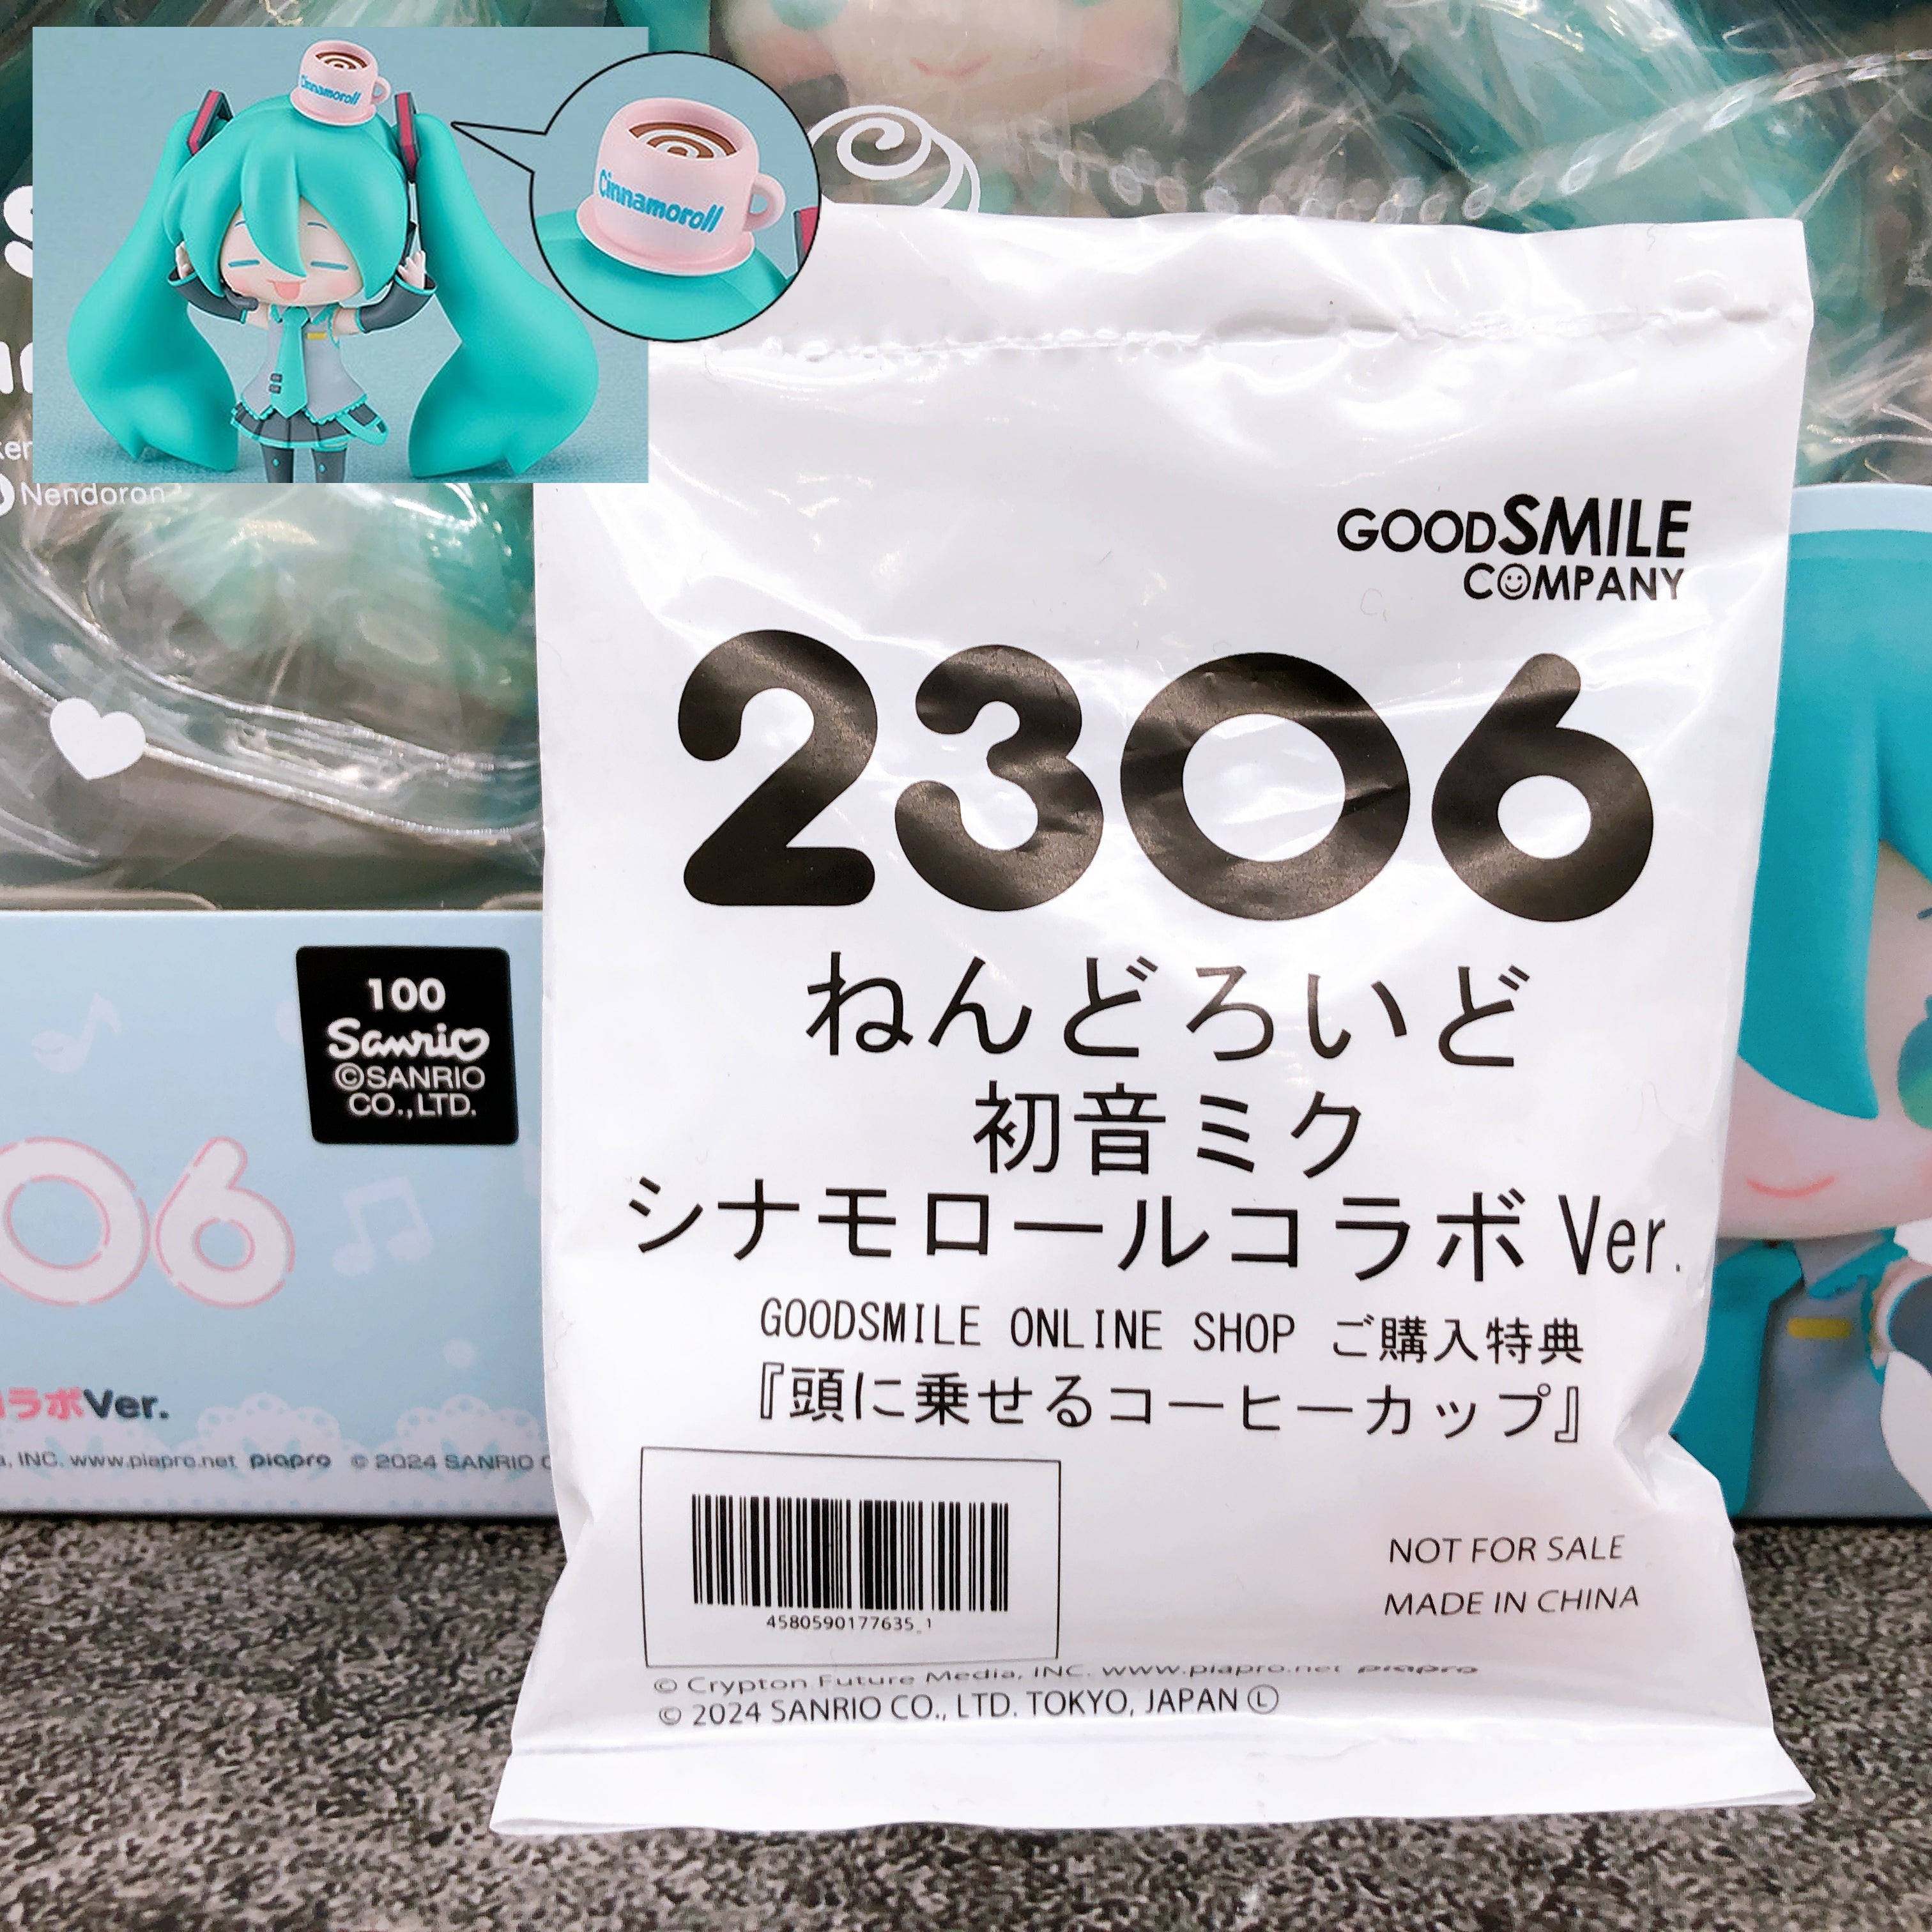 Cinnamoroll
Cinnamoroll
Nendoron
GOODSMILE
COMPANY
2306
ねんどろいど
初音ミク
シナモロールコラボ Ver.
GOODSMILE ONLINE SHOP ご購入特典
『頭に乗せるコーヒーカップ』
4580590177635 1
NOT FOR SALE
MADE IN CHINA
© Crypton Future Media, INC. www.piapro.net piapro
© 2024 SANRIO CO., LTD. TOKYO, JAPAN Ⓛ
100
Sanrio
©SANRIO
CO.,LTD.
06
ラボVer.
, INC. www.piapro.net piapro © 2024 SANRIO